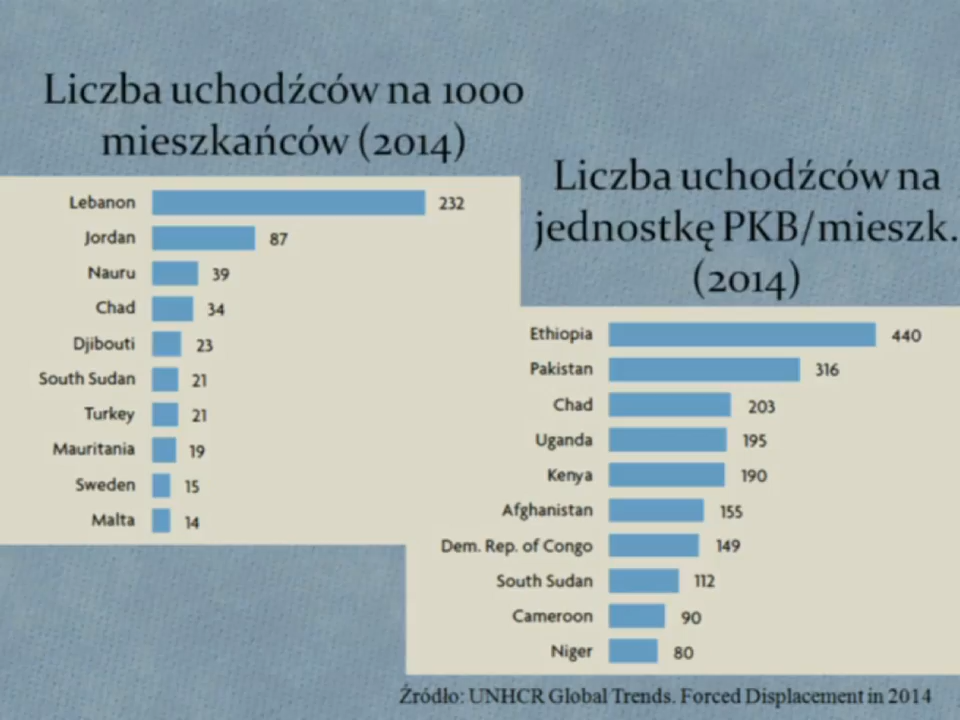 Liczba uchodźców na 1000
mieszkańców (2014)
Lebanon 232
Jordan 87
Nauru 39
Chad 34
Djibouti 23
South Sudan 21
Turkey 21
Mauritania 19
Sweden 15
Malta 14
Liczba uchodźców na
jednostkę PKB/mieszk.
(2014)
Ethiopia 440
Pakistan 316
Chad 203
Uganda 195
Kenya 190
Afghanistan 155
Dem. Rep. of Congo 149
South Sudan 112
Cameroon 90
Niger 80
Źródło: UNHCR Global Trends. Forced Displacement in 2014